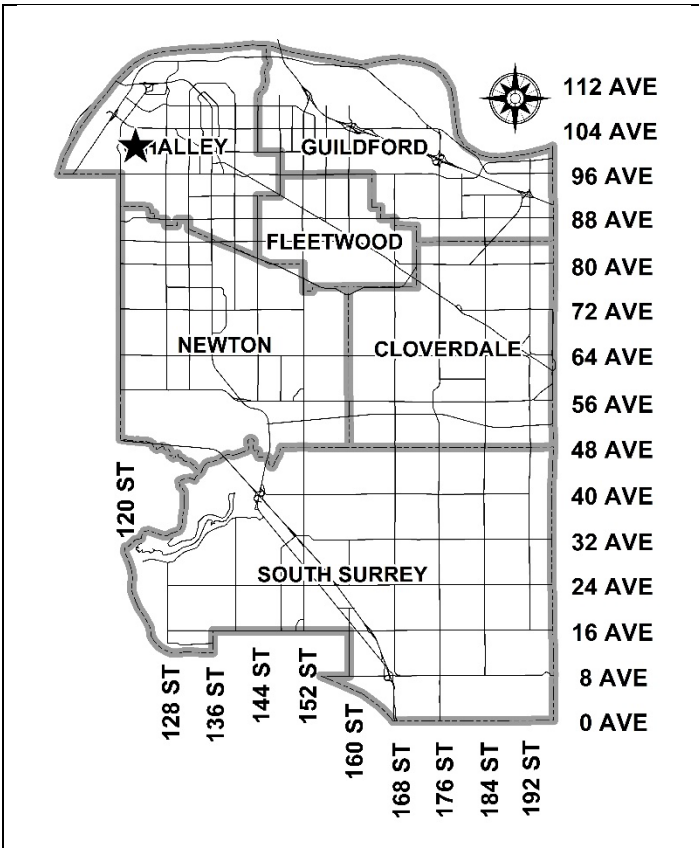 112 AVE
104 AVE
ALLEY GUILDFORD
96 AVE
88 AVE
FLEETWOOD
80 AVE
72 AVE
NEWTON CLOVERDALE
64 AVE
56 AVE
48 AVE
120 ST
40 AVE
32 AVE
SOUTH SURREY
24 AVE
16 AVE
8 AVE
0 AVE
128 ST
136 ST
144 ST
152 ST
160 ST
168 ST
176 ST
184 ST
192 ST